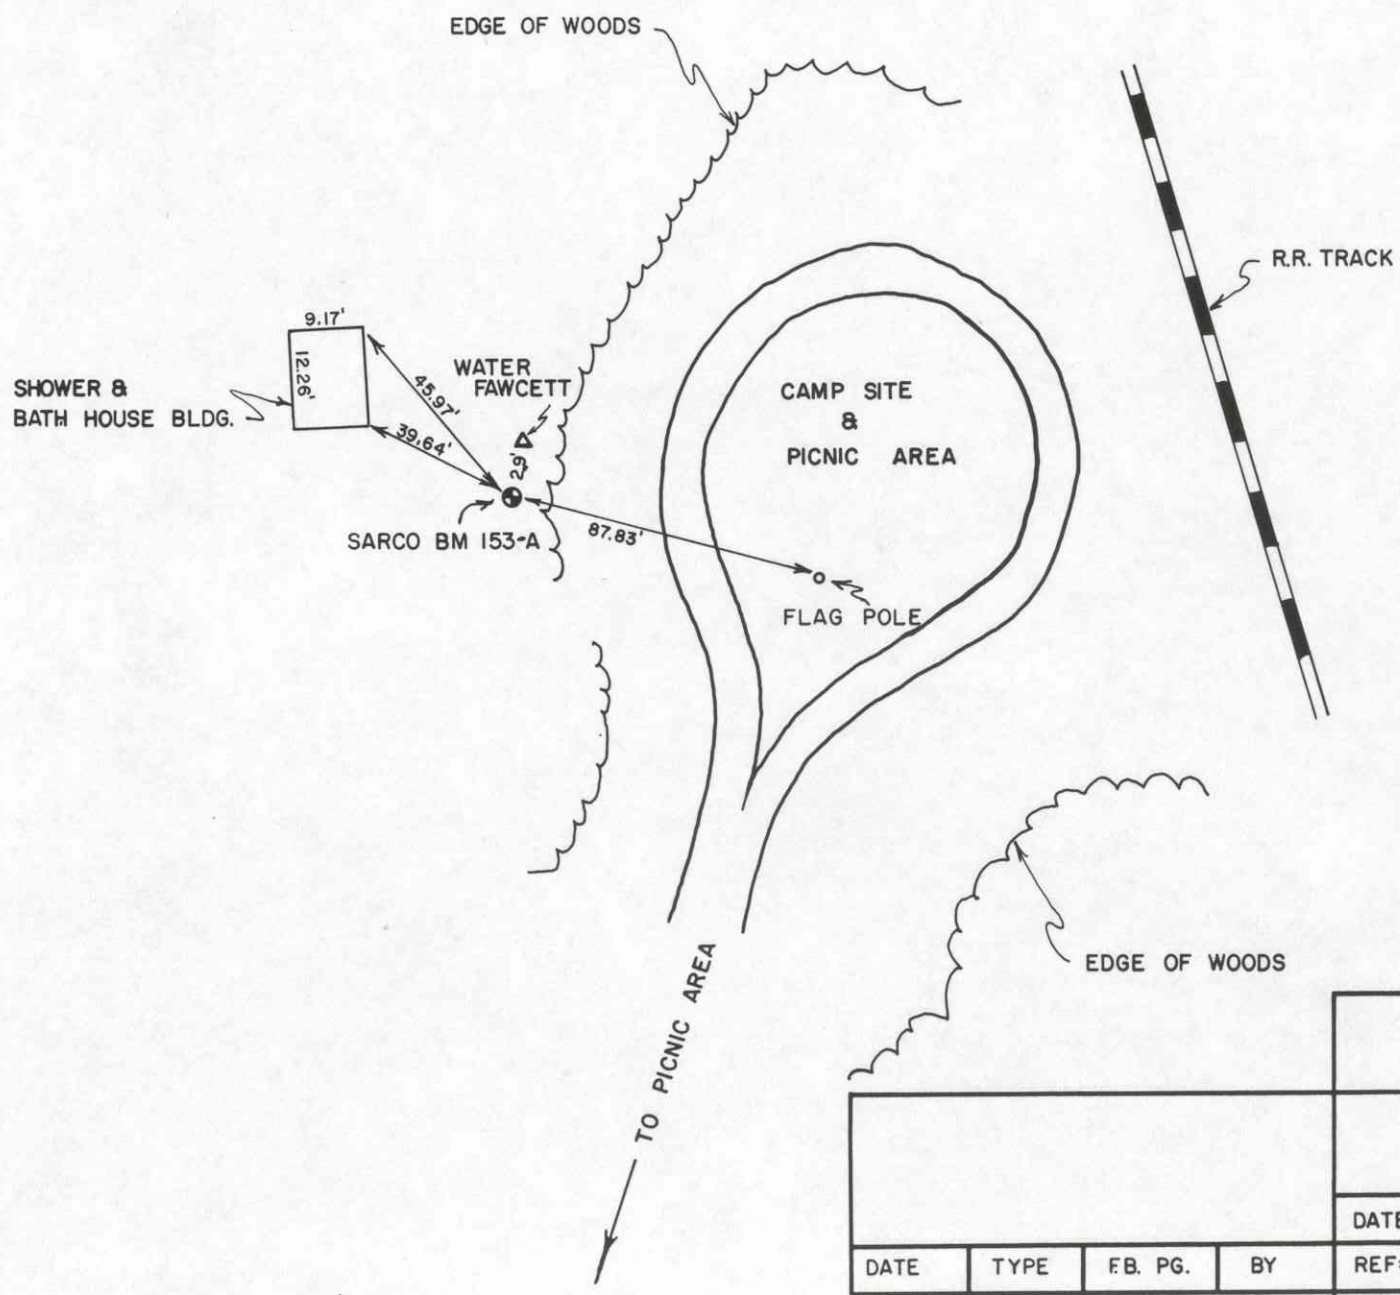 EDGE OF WOODS
R.R. TRACK
9.17'
12.26'
SHOWER &
BATH HOUSE BLDG.
45.97'
39.64'
WATER
FAWCETT
2.9'
SARCO BM 153-A
87.83'
CAMP SITE
&
PICNIC AREA
FLAG POLE
EDGE OF WOODS
TO PICNIC AREA
DATE
DATE TYPE F.B. PG. BY REF: